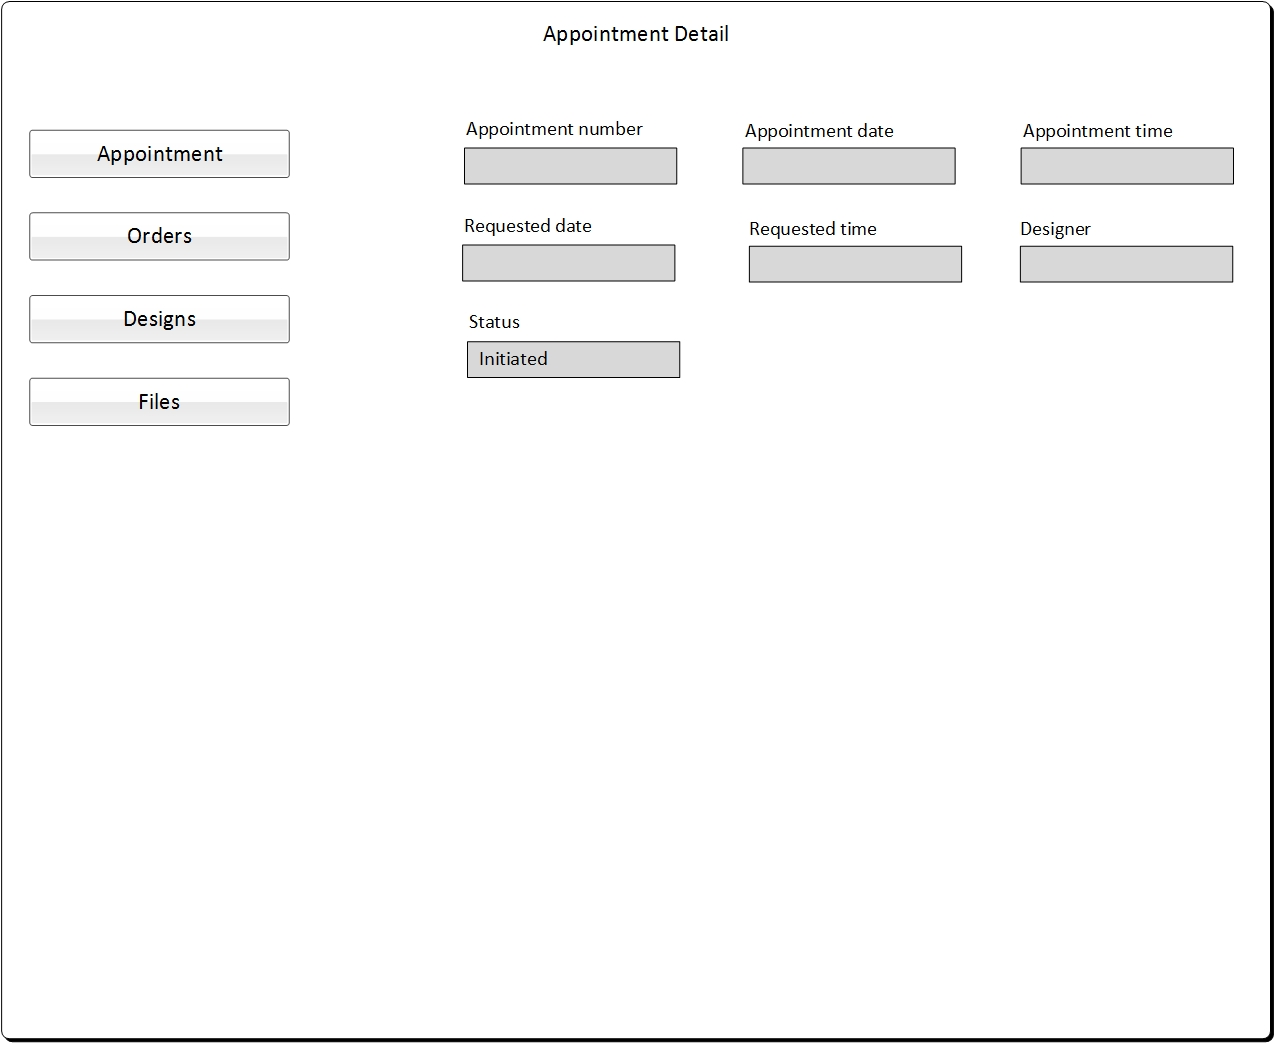 Appointment Detail
Appointment
Orders
Designs
Files
Appointment number
Appointment date
Appointment time
Requested date
Requested time
Designer
Status
Initiated